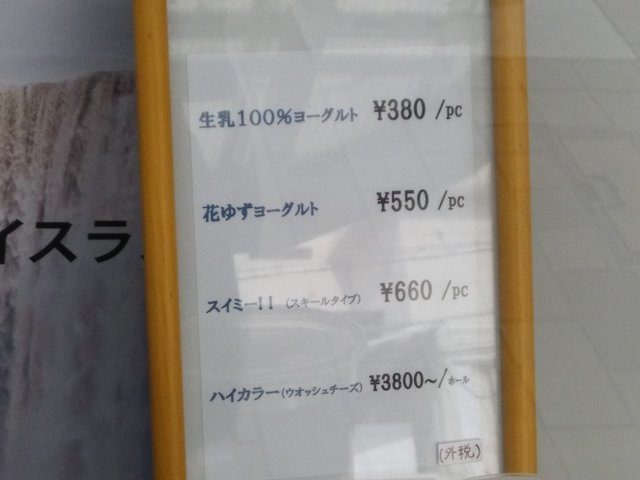 生乳100%ヨーグルト ¥380 /pc
花ゆずヨーグルト ¥550 /pc
イスラ
スイミーII (スキールタイプ) ¥660 /pc
ハイカラー(ウオッシュチーズ) ¥3800~/ホール
(外税)